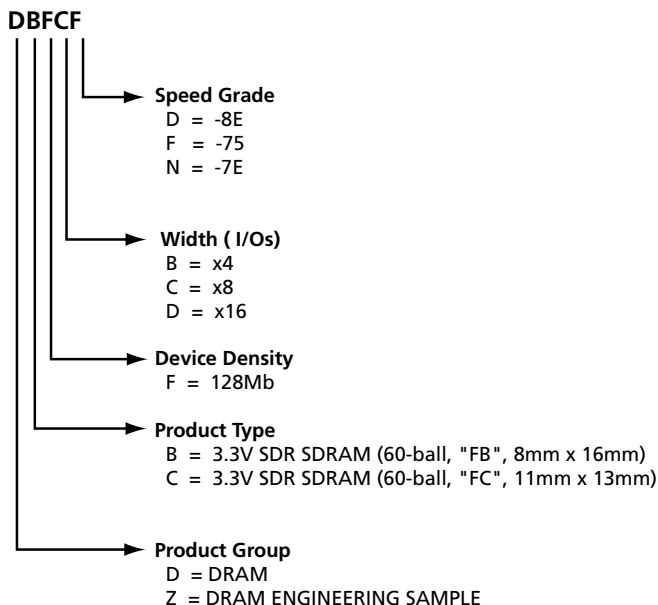 DBFCF
Speed Grade
D = -8E
F = -75
N = -7E
Width ( I/Os)
B = x4
C = x8
D = x16
Device Density
F = 128Mb
Product Type
B = 3.3V SDR SDRAM (60-ball, "FB", 8mm x 16mm)
C = 3.3V SDR SDRAM (60-ball, "FC", 11mm x 13mm)
Product Group
D = DRAM
Z = DRAM ENGINEERING SAMPLE